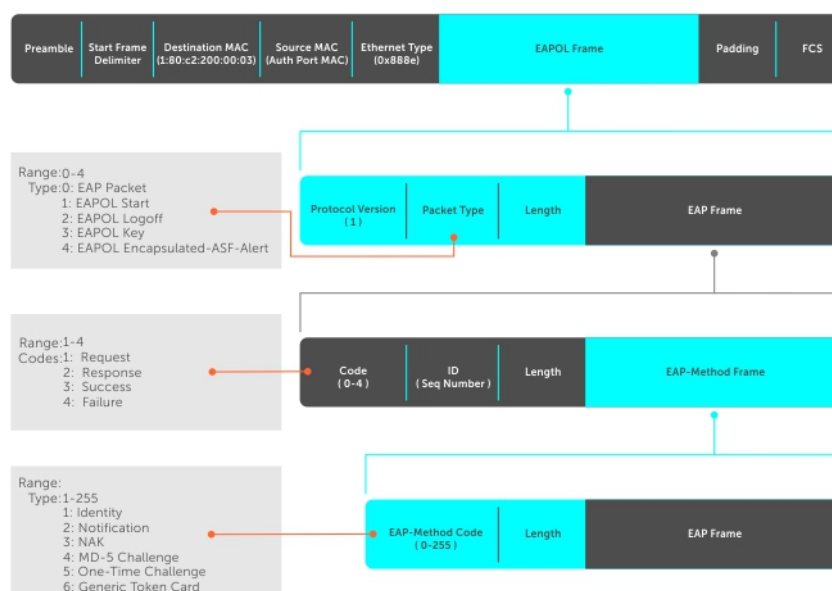 Preamble
Start Frame
Delimiter
Destination MAC
(1:80:c2:200:00:03)
Source MAC
(Auth Port MAC)
Ethernet Type
(0x888e)
EAPOL Frame
Padding
FCS
Range:0-4
Type:0: EAP Packet
1: EAPOL Start
2: EAPOL Logoff
3: EAPOL Key
4: EAPOL Encapsulated-ASF-Alert
Protocol Version
(1)
Packet Type
Length
EAP Frame
Range:1-4
Codes:1: Request
2: Response
3: Success
4: Failure
Code
(0-4)
ID
(Seq Number)
Length
EAP-Method Frame
Range:
Type:1-255
1: Identity
2: Notification
3: NAK
4: MD-5 Challenge
5: One-Time Challenge
6: Generic Token Card
EAP-Method Code
(0-255)
Length
EAP Frame